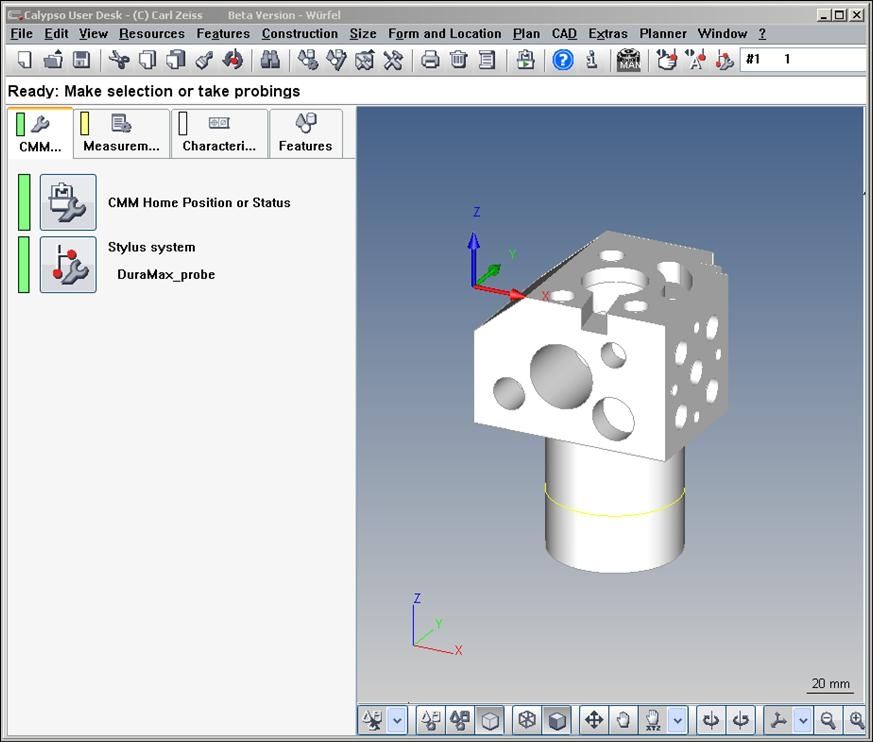 Calypso User Desk - (C) Carl Zeiss Beta Version - Würfel
File Edit View Resources Features Construction Size Form and Location Plan CAD Extras Planner Window ?
MAN A #1 1
Ready: Make selection or take probings
CMM... Measurem... Characteri... Features
CMM Home Position or Status
Stylus system
DuraMax_probe
Z
Y
X
Z
Y
X
20 mm
XYZ